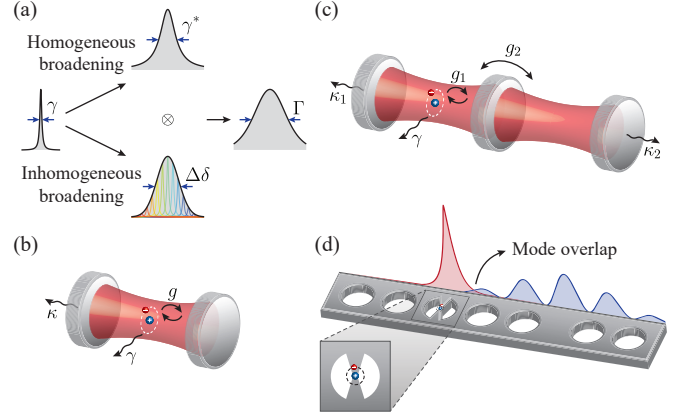 (a)
Homogeneous
broadening
γ*
γ
⊗
Γ
Inhomogeneous
broadening
Δδ
(b)
κ
g
γ
(c)
g₂
g₁
κ₁
γ
κ₂
(d)
Mode overlap